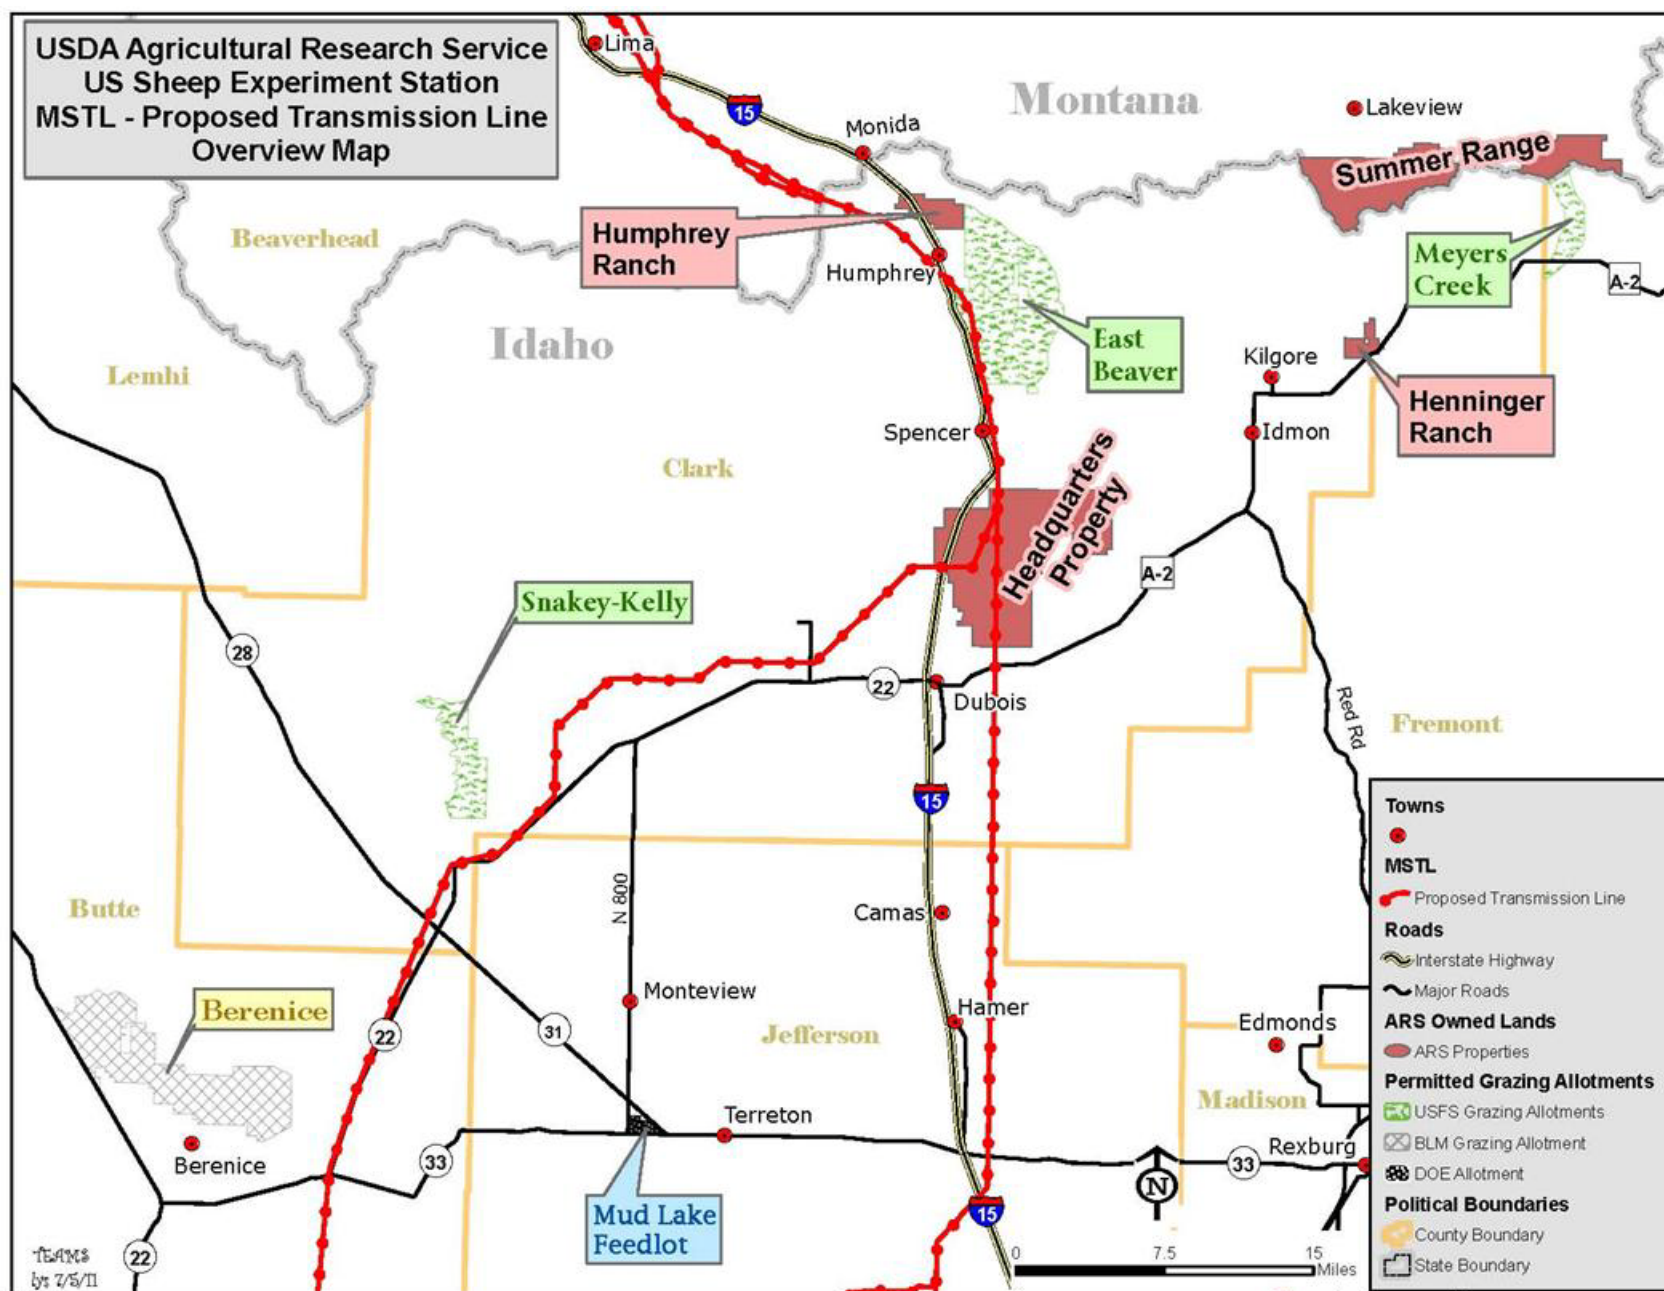 USDA Agricultural Research Service
US Sheep Experiment Station
MSTL - Proposed Transmission Line
Overview Map
Lima
15
Montana
Lakeview
Monida
Summer Range
Beaverhead
Humphrey
Ranch
Humphrey
Meyers
Creek
A-2
Idaho
East
Beaver
Kilgore
Lemhi
Henninger
Ranch
Spencer
Idmon
Clark
Headquarters
Property
A-2
Snakey-Kelly
28
22
Dubois
Red Rd
Fremont
15
N 800
Butte
Camas
Berenice
Monteview
Hamer
22
31
Jefferson
Edmonds
Madison
Terreton
Berenice
33
33
Rexburg
N
Mud Lake
Feedlot
15
22
TEAMS
lys 7/5/11
0 7.5 15
Miles
Towns
MSTL
Proposed Transmission Line
Roads
Interstate Highway
Major Roads
ARS Owned Lands
ARS Properties
Permitted Grazing Allotments
USFS Grazing Allotments
BLM Grazing Allotment
DOE Allotment
Political Boundaries
County Boundary
State Boundary